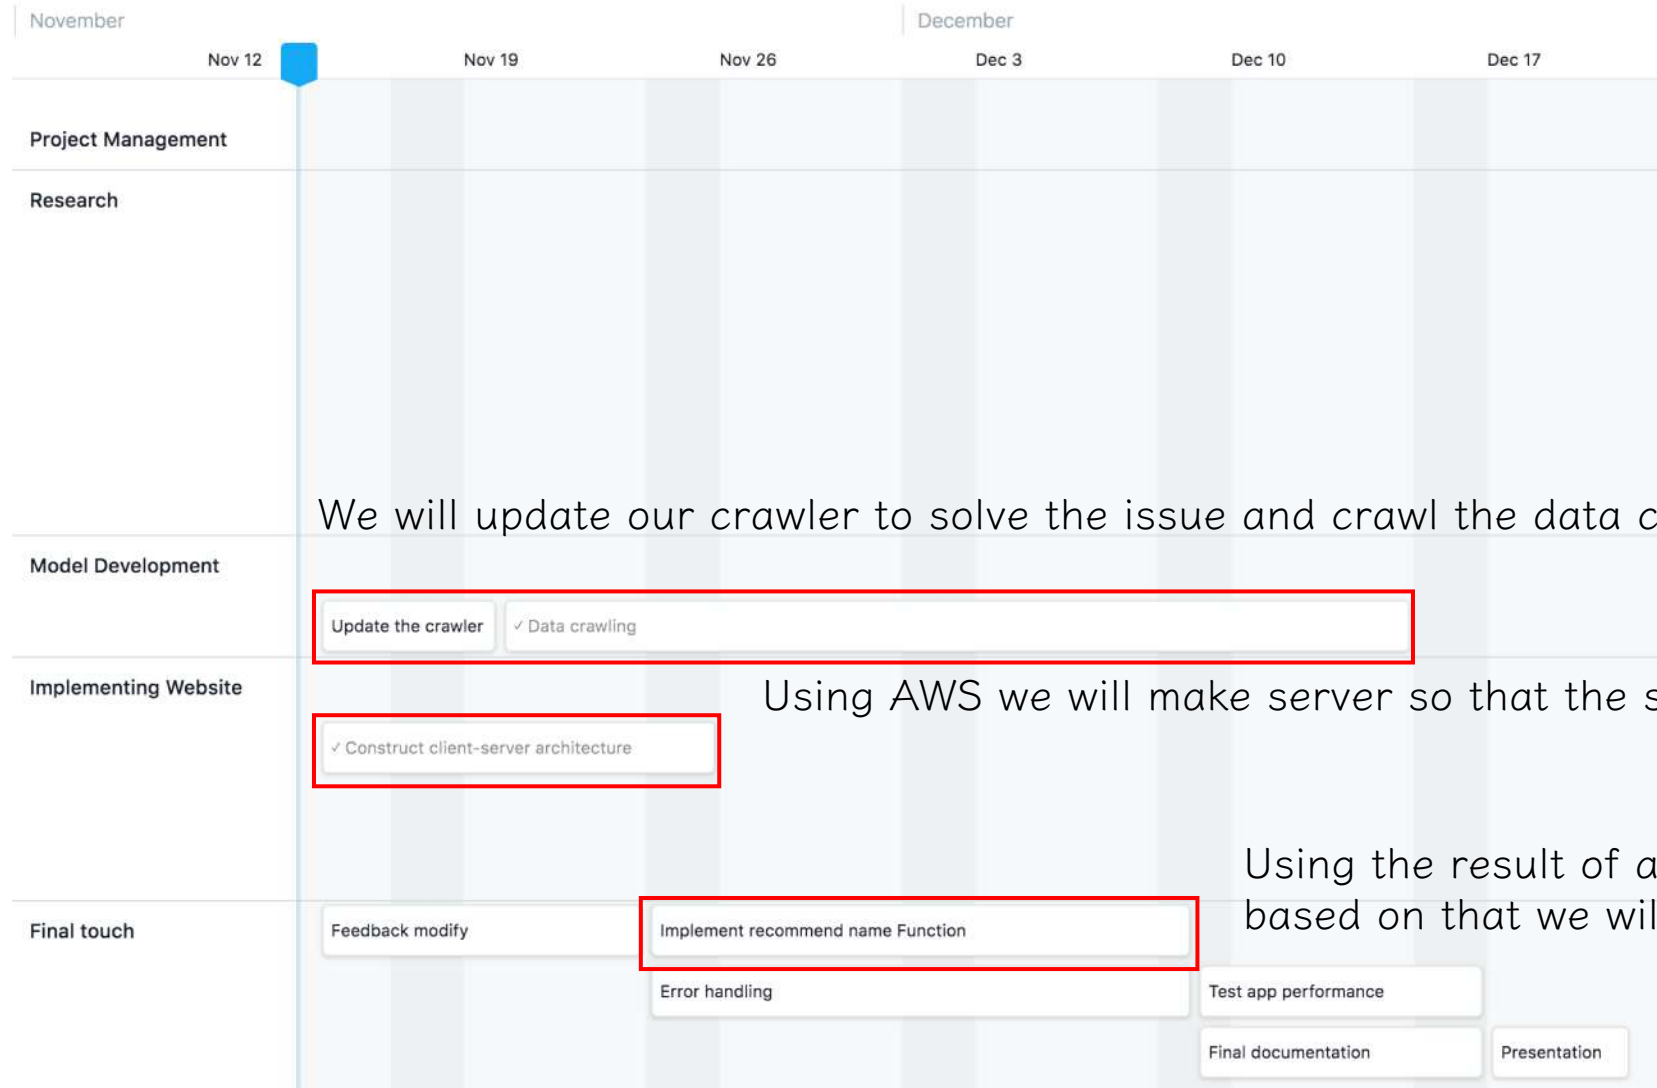 November December
Nov 12 Nov 19 Nov 26 Dec 3 Dec 10 Dec 17
Project Management
Research
We will update our crawler to solve the issue and crawl the data
Model Development
Update the crawler ✓ Data crawling
Implementing Website
Using AWS we will make server so that the
✓ Construct client-server architecture
Using the result of
based on that we
Final touch
Feedback modify Implement recommend name Function
Error handling Test app performance
Final documentation Presentation